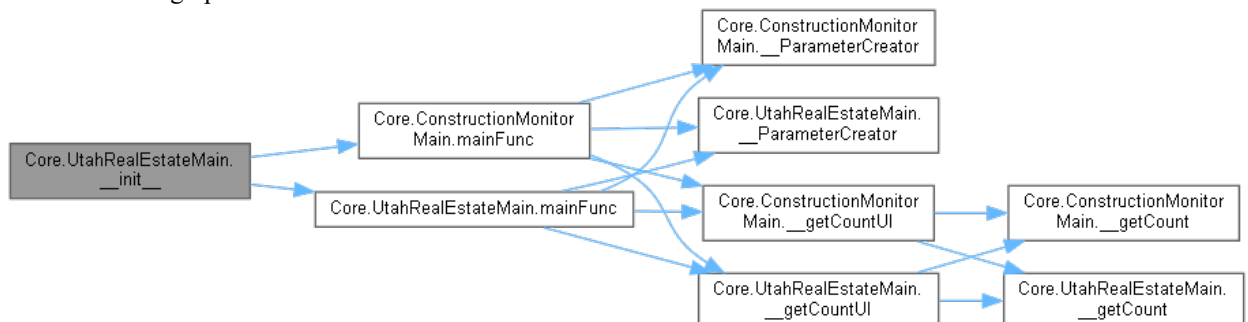 Core.ConstructionMonitor
Main.__ParameterCreator
Core.ConstructionMonitor
Main.mainFunc
Core.UtahRealEstateMain.
__ParameterCreator
Core.UtahRealEstateMain.
__init__
Core.UtahRealEstateMain.mainFunc
Core.ConstructionMonitor
Main.__getCountUI
Core.ConstructionMonitor
Main.__getCount
Core.UtahRealEstateMain.
__getCountUI
Core.UtahRealEstateMain.
__getCount